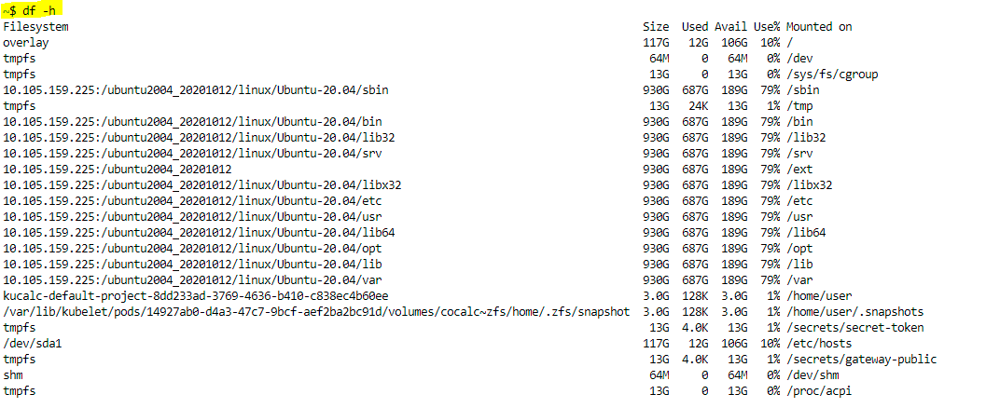 ~$ df -h
Filesystem Size Used Avail Use% Mounted on
overlay 117G 12G 106G 10% /
tmpfs 64M 0 64M 0% /dev
tmpfs 13G 0 13G 0% /sys/fs/cgroup
10.105.159.225:/ubuntu2004_20201012/linux/Ubuntu-20.04/sbin 930G 687G 189G 79% /sbin
tmpfs 13G 24K 13G 1% /tmp
10.105.159.225:/ubuntu2004_20201012/linux/Ubuntu-20.04/bin 930G 687G 189G 79% /bin
10.105.159.225:/ubuntu2004_20201012/linux/Ubuntu-20.04/lib32 930G 687G 189G 79% /lib32
10.105.159.225:/ubuntu2004_20201012/linux/Ubuntu-20.04/srv 930G 687G 189G 79% /srv
10.105.159.225:/ubuntu2004_20201012 930G 687G 189G 79% /ext
10.105.159.225:/ubuntu2004_20201012/linux/Ubuntu-20.04/libx32 930G 687G 189G 79% /libx32
10.105.159.225:/ubuntu2004_20201012/linux/Ubuntu-20.04/etc 930G 687G 189G 79% /etc
10.105.159.225:/ubuntu2004_20201012/linux/Ubuntu-20.04/usr 930G 687G 189G 79% /usr
10.105.159.225:/ubuntu2004_20201012/linux/Ubuntu-20.04/lib64 930G 687G 189G 79% /lib64
10.105.159.225:/ubuntu2004_20201012/linux/Ubuntu-20.04/opt 930G 687G 189G 79% /opt
10.105.159.225:/ubuntu2004_20201012/linux/Ubuntu-20.04/lib 930G 687G 189G 79% /lib
10.105.159.225:/ubuntu2004_20201012/linux/Ubuntu-20.04/var 930G 687G 189G 79% /var
kucalc-default-project-8dd233ad-3769-4636-b410-c838ec4b60ee 3.0G 128K 3.0G 1% /home/user
/var/lib/kubelet/pods/14927ab0-d4a3-47c7-9bcf-aef2ba2bc91d/volumes/cocalc~zfs/home/.zfs/snapshot 3.0G 128K 3.0G 1% /home/user/.snapshots
tmpfs 13G 4.0K 13G 1% /secrets/secret-token
/dev/sda1 117G 12G 106G 10% /etc/hosts
tmpfs 13G 4.0K 13G 1% /secrets/gateway-public
shm 64M 0 64M 0% /dev/shm
tmpfs 13G 0 13G 0% /proc/acpi